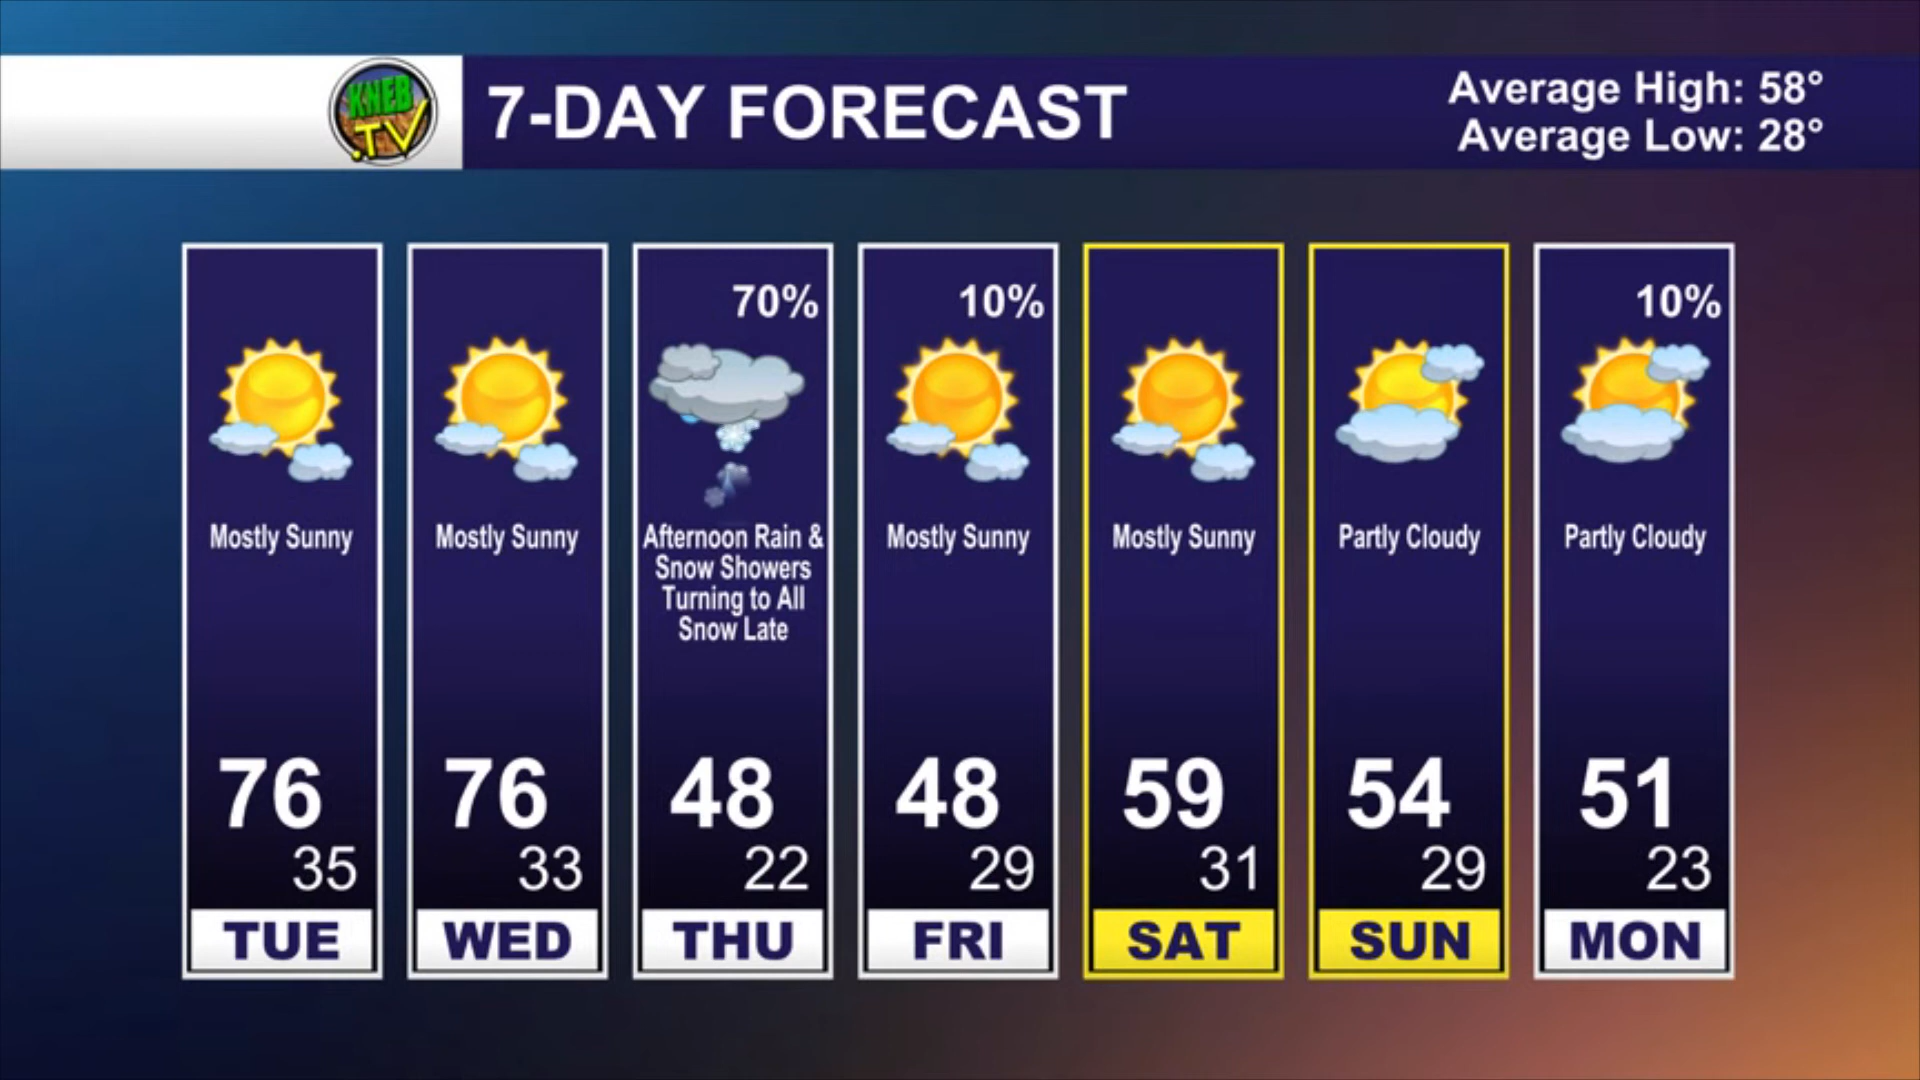 KNEB
.TV
7-DAY FORECAST
Average High: 58°
Average Low: 28°
Mostly Sunny
76
35
TUE
Mostly Sunny
76
33
WED
70%
Afternoon Rain &
Snow Showers
Turning to All
Snow Late
48
22
THU
10%
Mostly Sunny
48
29
FRI
Mostly Sunny
59
31
SAT
Partly Cloudy
54
29
SUN
10%
Partly Cloudy
51
23
MON